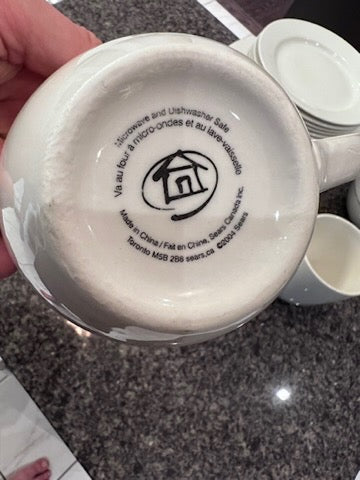 Microwave and Dishwasher Safe
Va au four à micro-ondes et au lave-vaisselle
Made in China / Fait en Chine, Sears Canada inc.
Toronto M5B 2B8 sears.ca ©2004 Sears